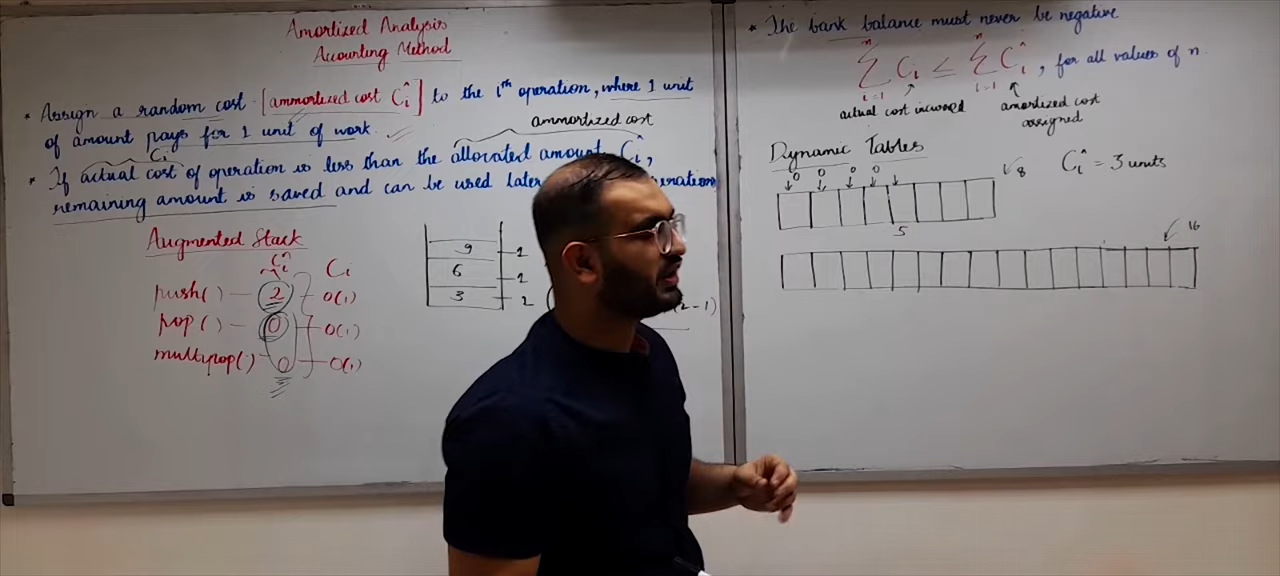 Amortized Analysis
Accounting Method
* Assign a random cost [ammortized cost Ĉi] to the ith operation, where 1 unit
of amount pays for 1 unit of work.
ammortized cost
Ci
* If actual cost of operation is less than the allocated amount Ĉi,
remaining amount is saved and can be used later
Augmented Stack
Ĉi Ci
push() — 2 — O(1)
pop() — 0 — O(1)
multipop() — 0 — O(1)
9
6
3
2-1)
* The bank balance must never be negative
n∑i=1 Ci ≤ n∑i=1 Ĉi, for all values of n.
actual cost incurred
amortized cost
assigned
Dynamic Tables
Ĉi = 3 units
0 0 0 0
8
5
16